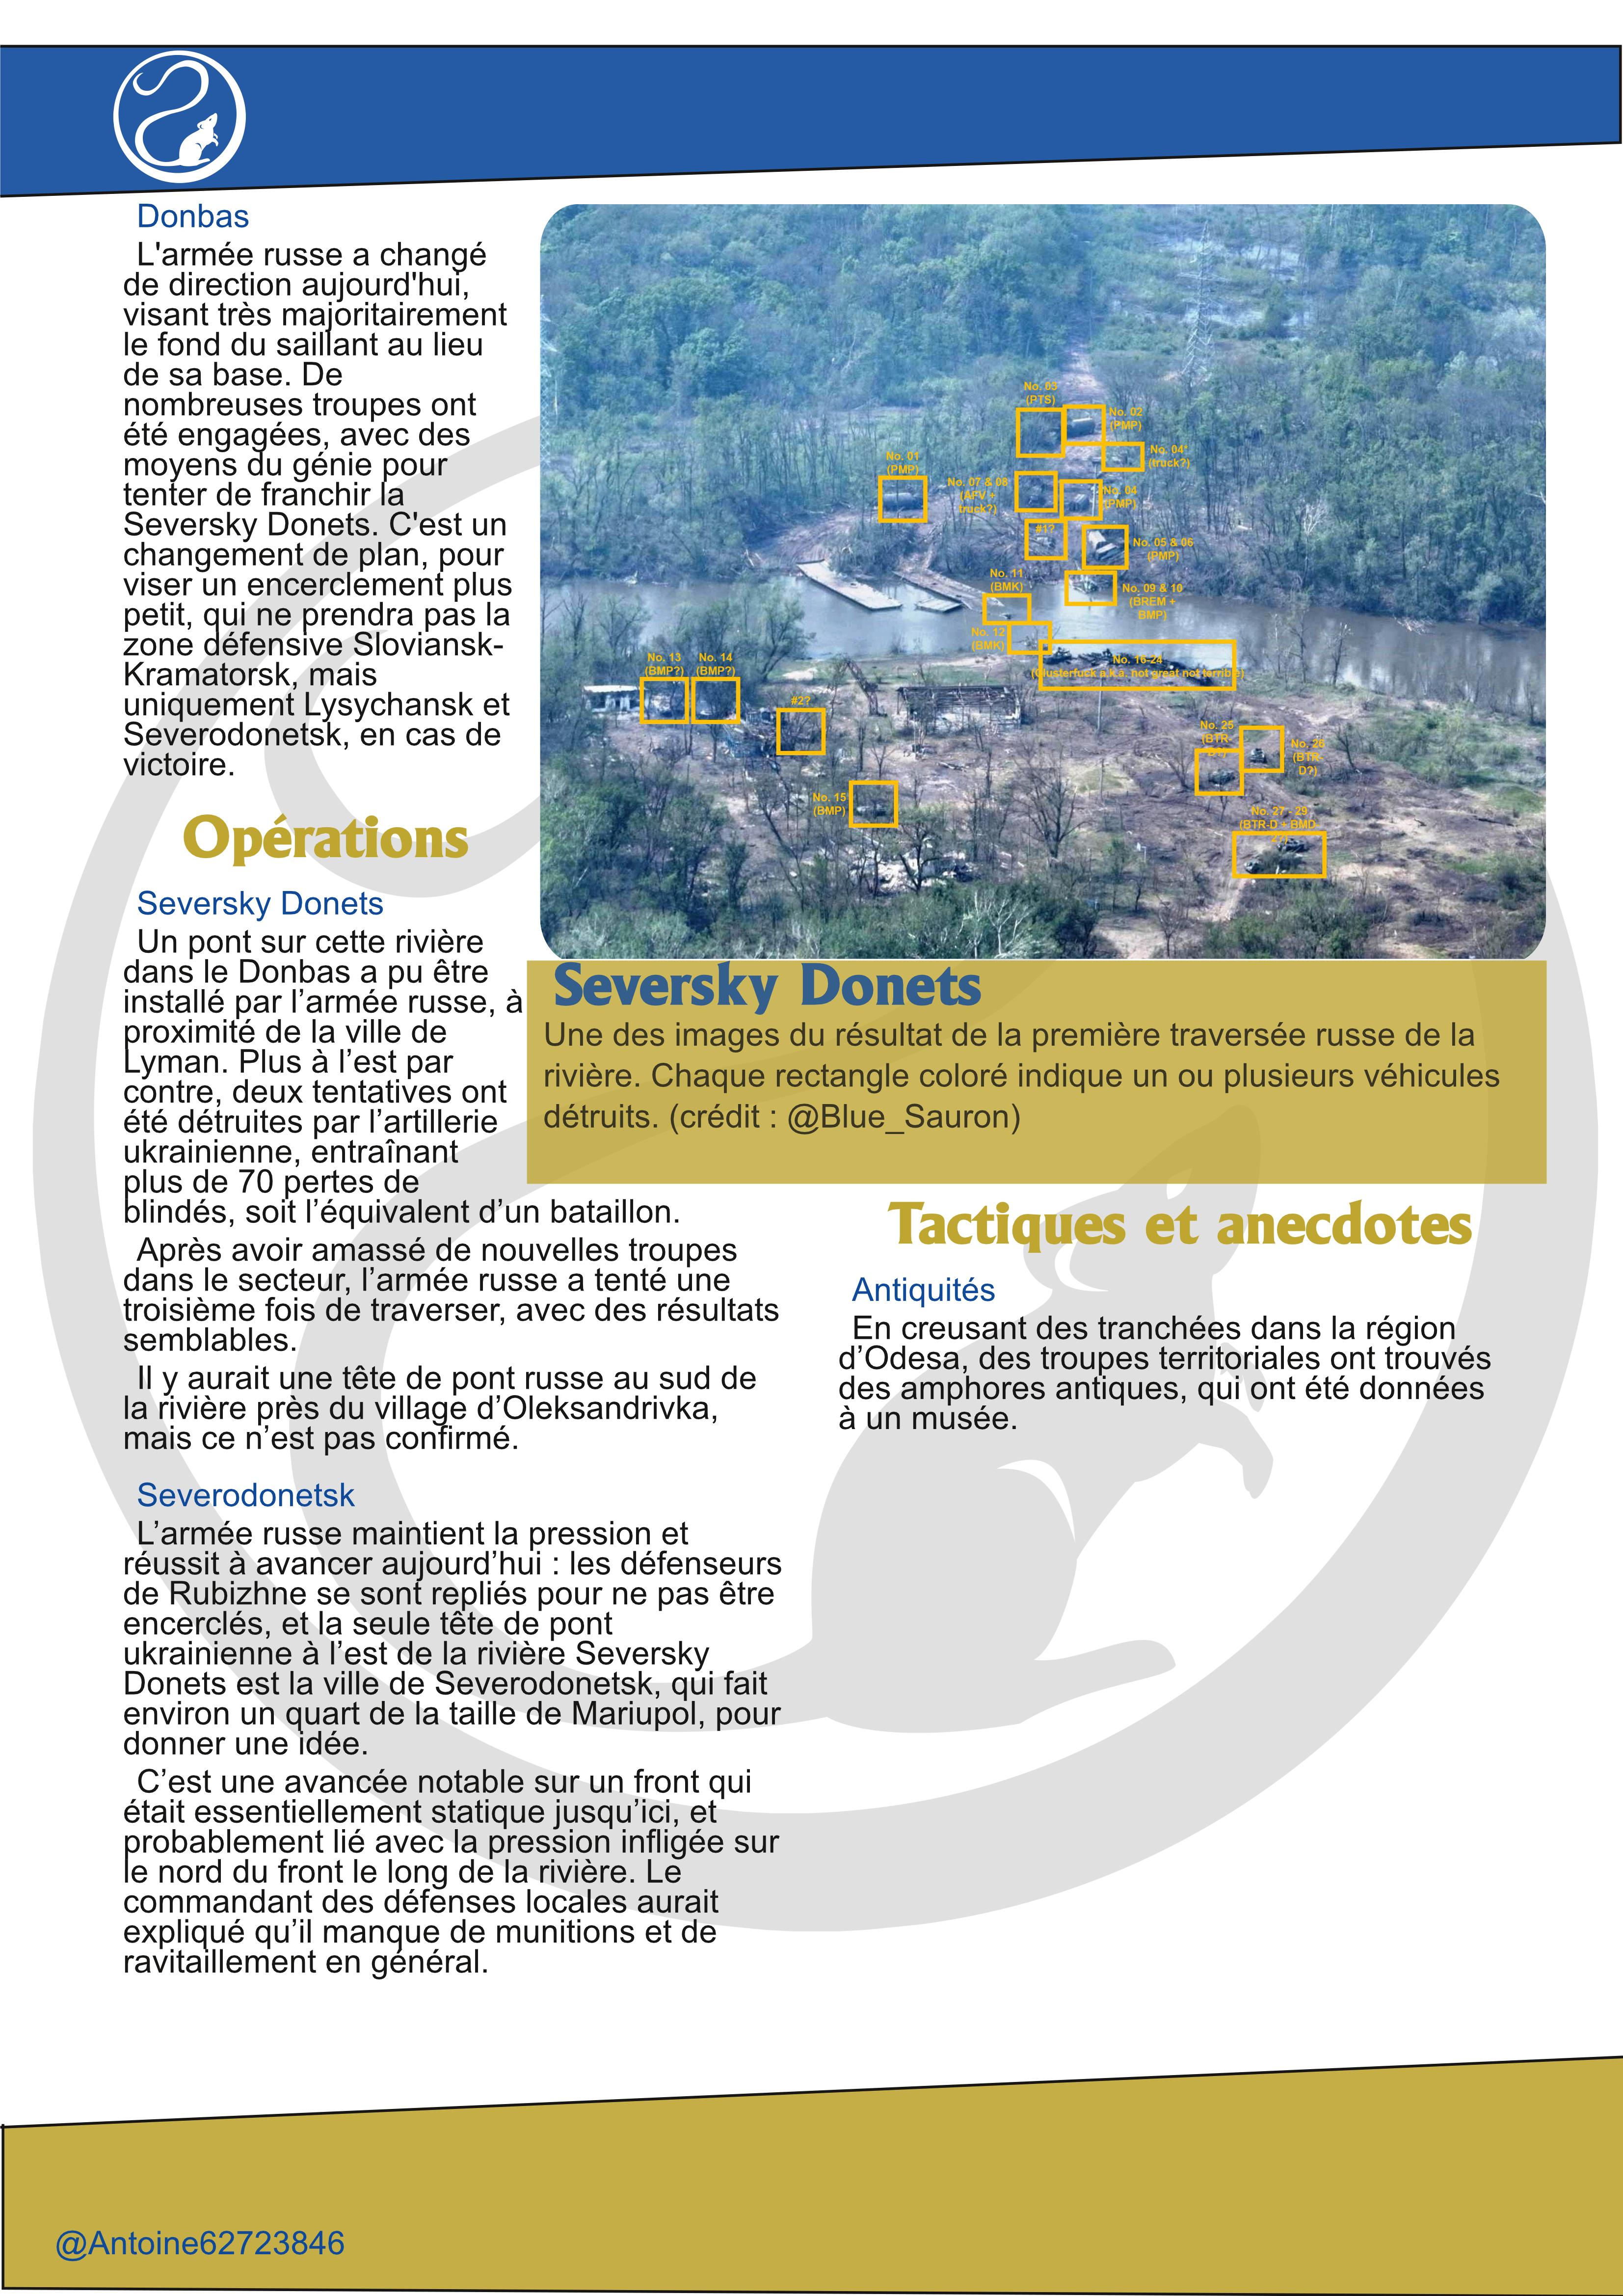 Donbas
L'armée russe a changé
de direction aujourd'hui,
visant très majoritairement
le fond du saillant au lieu
de sa base. De
nombreuses troupes ont
été engagées, avec des
moyens du génie pour
tenter de franchir la
Seversky Donets. C'est un
changement de plan, pour
viser un encerclement plus
petit, qui ne prendra pas la
zone défensive Sloviansk-
Kramatorsk, mais
uniquement Lysychansk et
Severodonetsk, en cas de
victoire.
Opérations
Seversky Donets
Un pont sur cette rivière
dans le Donbas a pu être
installé par l’armée russe, à
proximité de la ville de
Lyman. Plus à l’est par
contre, deux tentatives ont
été détruites par l’artillerie
ukrainienne, entraînant
plus de 70 pertes de
blindés, soit l’équivalent d’un bataillon.
Après avoir amassé de nouvelles troupes
dans le secteur, l’armée russe a tenté une
troisième fois de traverser, avec des résultats
semblables.
Il y aurait une tête de pont russe au sud de
la rivière près du village d’Oleksandrivka,
mais ce n’est pas confirmé.
Severodonetsk
L’armée russe maintient la pression et
réussit à avancer aujourd’hui : les défenseurs
de Rubizhne se sont repliés pour ne pas être
encerclés, et la seule tête de pont
ukrainienne à l’est de la rivière Seversky
Donets est la ville de Severodonetsk, qui fait
environ un quart de la taille de Mariupol, pour
donner une idée.
C’est une avancée notable sur un front qui
était essentiellement statique jusqu’ici, et
probablement lié avec la pression infligée sur
le nord du front le long de la rivière. Le
commandant des défenses locales aurait
expliqué qu’il manque de munitions et de
ravitaillement en général.
No. 03
(PTS)
No. 02
(PMP)
No. 04*
(truck?)
No. 01
(PMP)
No. 07 & 08
(AFV +
truck?)
No. 04
(PMP)
#1?
No. 05 & 06
(PMP)
No. 11
(BMK)
No. 09 & 10
(BREM +
BMP)
No. 12
(BMK)
No. 16-24
(Clusterfuck a.k.a. not great not terrible)
No. 13
(BMP?)
No. 14
(BMP?)
#2?
No. 15
(BMP)
No. 25
(BTR-
No. 26
(BTR-
D?)
No. 27 - 29
(BTR-D + BMD-
Seversky Donets
Une des images du résultat de la première traversée russe de la
rivière. Chaque rectangle coloré indique un ou plusieurs véhicules
détruits. (crédit : @Blue_Sauron)
Tactiques et anecdotes
Antiquités
En creusant des tranchées dans la région
d’Odesa, des troupes territoriales ont trouvés
des amphores antiques, qui ont été données
à un musée.
@Antoine62723846